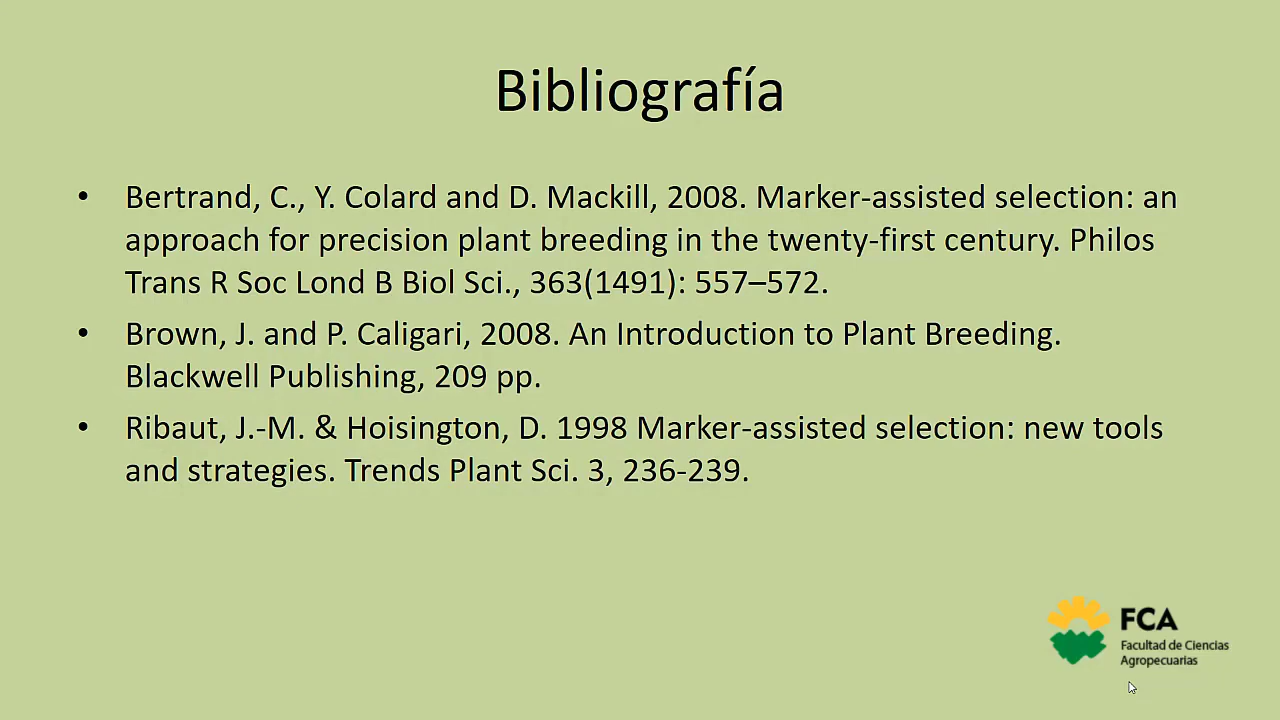 Bibliografía
• Bertrand, C., Y. Colard and D. Mackill, 2008. Marker-assisted selection: an
approach for precision plant breeding in the twenty-first century. Philos
Trans R Soc Lond B Biol Sci., 363(1491): 557–572.
• Brown, J. and P. Caligari, 2008. An Introduction to Plant Breeding.
Blackwell Publishing, 209 pp.
• Ribaut, J.-M. & Hoisington, D. 1998 Marker-assisted selection: new tools
and strategies. Trends Plant Sci. 3, 236-239.
FCA
Facultad de Ciencias
Agropecuarias